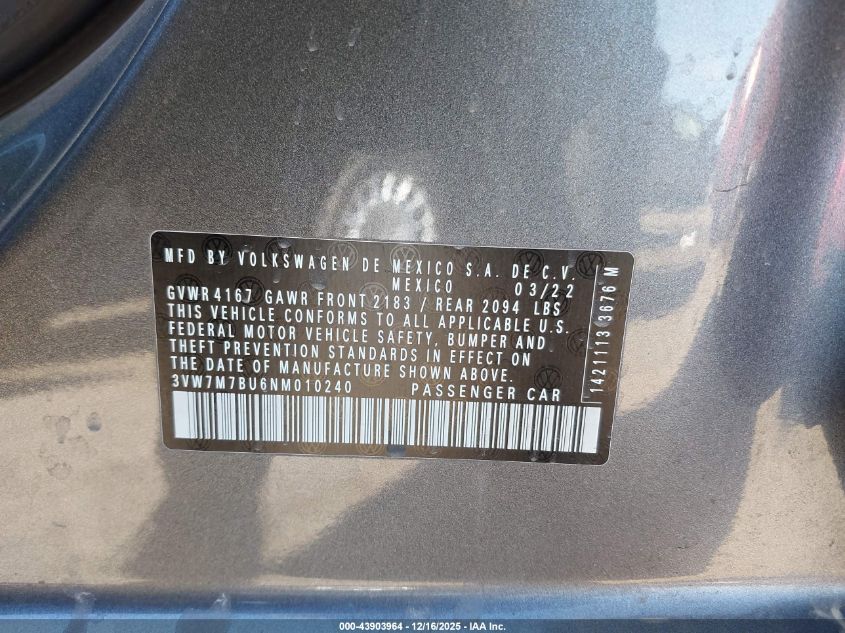 MFD BY VOLKSWAGEN DE MEXICO S.A. DE C.V.
MEXICO 03/22
GVWR 4167 GAWR FRONT 2183 / REAR 2094 LBS
THIS VEHICLE CONFORMS TO ALL APPLICABLE U.S.
FEDERAL MOTOR VEHICLE SAFETY, BUMPER AND
THEFT PREVENTION STANDARDS IN EFFECT ON
THE DATE OF MANUFACTURE SHOWN ABOVE.
3VW7M7BU6NM010240 PASSENGER CAR
1421113 3676 M
000-43903964 - 12/16/2025 - IAA Inc.